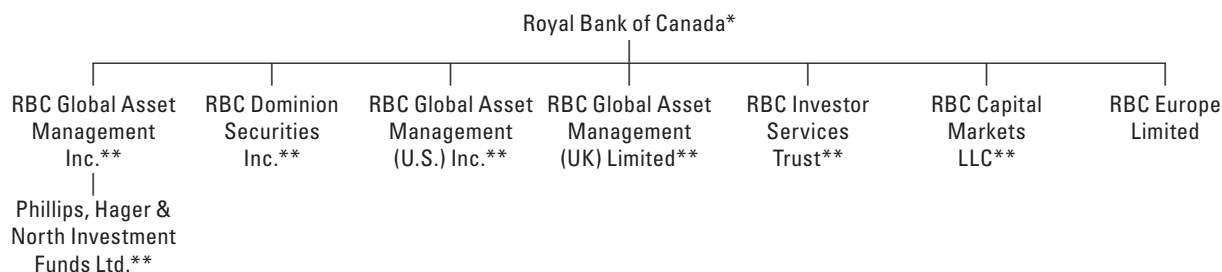 Royal Bank of Canada*
RBC Global Asset
Management
Inc.**
RBC Dominion
Securities
Inc.**
RBC Global Asset
Management
(U.S.) Inc.**
RBC Global Asset
Management
(UK) Limited**
RBC Investor
Services
Trust**
RBC Capital
Markets
LLC**
RBC Europe
Limited
Phillips, Hager &
North Investment
Funds Ltd.**